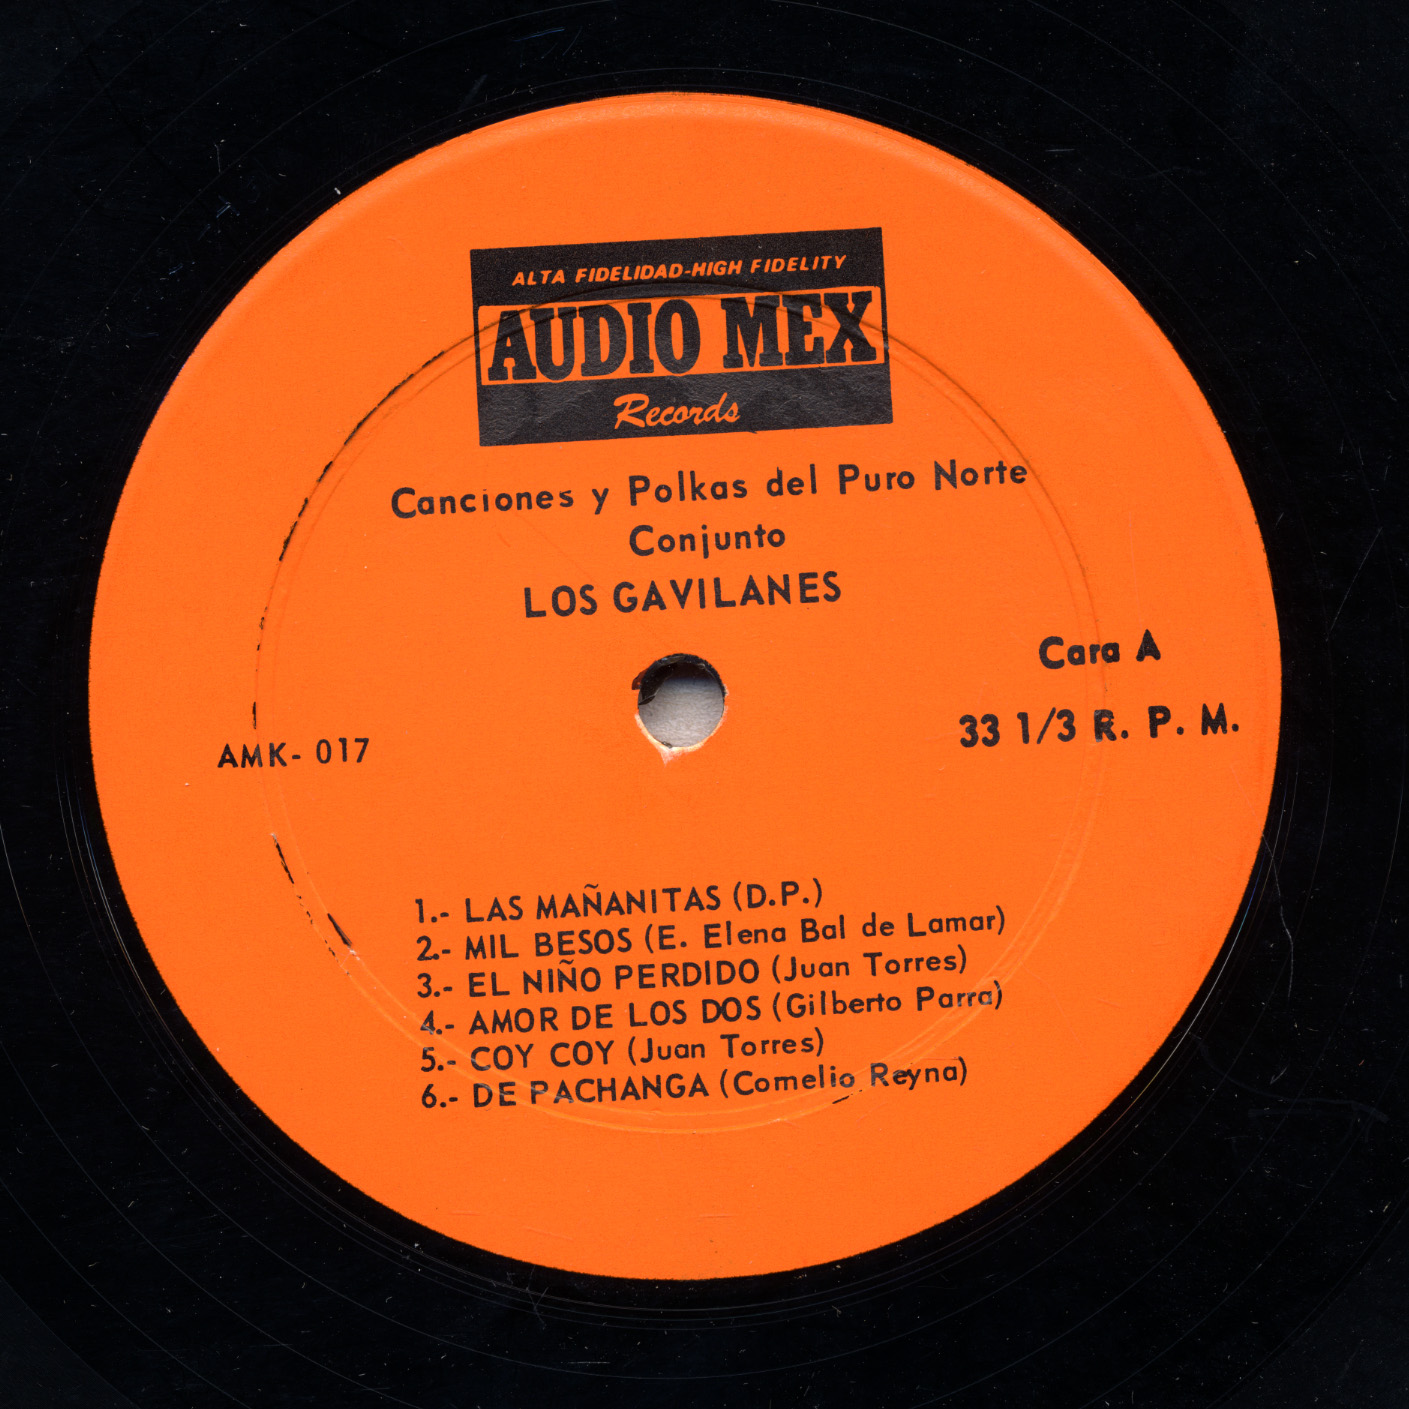 ALTA FIDELIDAD-HIGH FIDELITY
AUDIO MEX
Records
Canciones y Polkas del Puro Norte
Conjunto
LOS GAVILANES
Cara A
33 1/3 R. P. M.
AMK- 017
1.- LAS MAÑANITAS (D.P.)
2.- MIL BESOS (E. Elena Bal de Lamar)
3.- EL NIÑO PERDIDO (Juan Torres)
4.- AMOR DE LOS DOS (Gilberto Parra)
5.- COY COY (Juan Torres)
6.- DE PACHANGA (Cornelio Reyna)